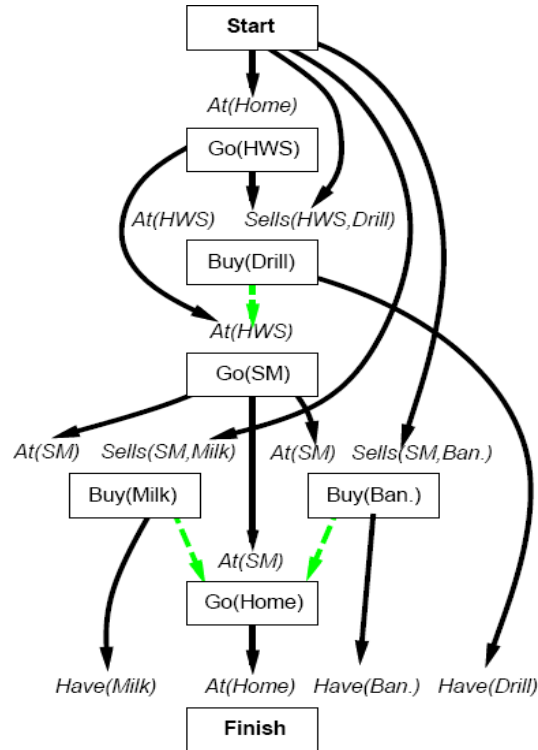 Start
At(Home)
Go(HWS)
At(HWS) Sells(HWS,Drill)
Buy(Drill)
At(HWS)
Go(SM)
At(SM) Sells(SM,Milk) At(SM) Sells(SM,Ban.)
Buy(Milk) Buy(Ban.)
At(SM)
Go(Home)
Have(Milk) At(Home) Have(Ban.) Have(Drill)
Finish